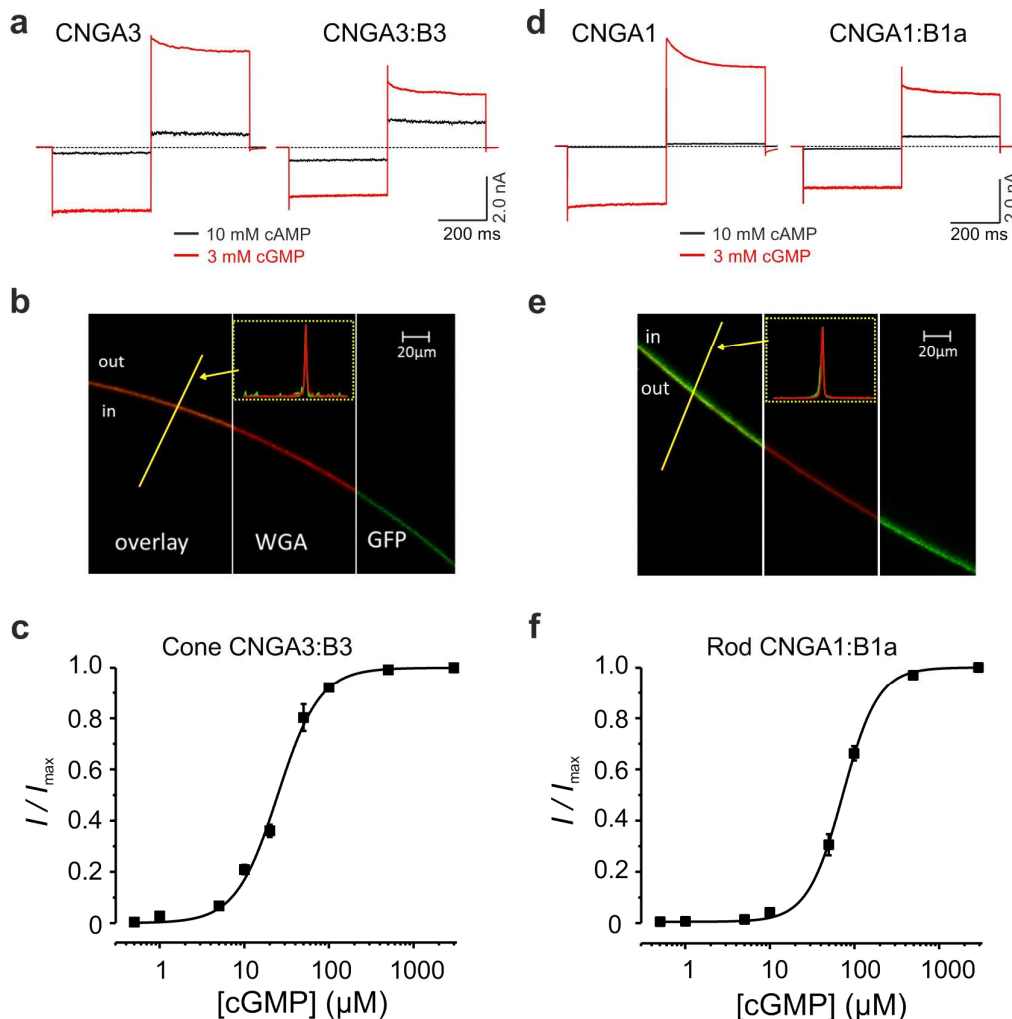 a
CNGA3
CNGA3:B3
2.0 nA
200 ms
10 mM cAMP
3 mM cGMP
d
CNGA1
CNGA1:B1a
2.0 nA
200 ms
10 mM cAMP
3 mM cGMP
b
out
in
20µm
overlay
WGA
GFP
e
in
out
20µm
c
Cone CNGA3:B3
1.0
0.8
0.6
0.4
0.2
0
I / Imax
1
10
100
1000
[cGMP] (µM)
f
Rod CNGA1:B1a
1.0
0.8
0.6
0.4
0.2
0
I / Imax
1
10
100
1000
[cGMP] (µM)